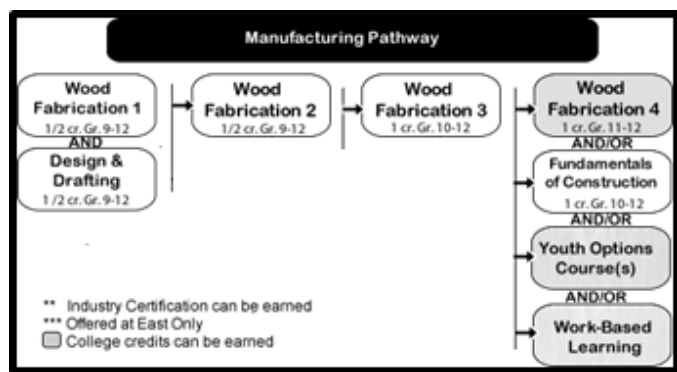 Manufacturing Pathway
Wood
Fabrication 1
1/2 cr. Gr. 9-12
AND
Design &
Drafting
1 /2 cr. Gr. 9-12
Wood
Fabrication 2
1/2 cr. Gr. 9-12
Wood
Fabrication 3
1 cr. Gr. 10-12
Wood
Fabrication 4
1 cr. Gr. 11-12
AND/OR
Fundamentals
of Construction
1 cr. Gr. 10-12
AND/OR
Youth Options
Course(s)
AND/OR
Work-Based
Learning
** Industry Certification can be earned
*** Offered at East Only
College credits can be earned